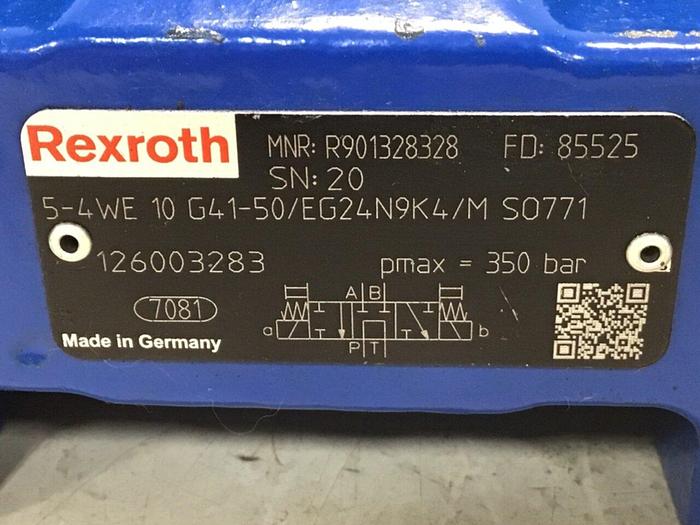 Rexroth MNR: R901328328 FD: 85525
SN: 20
5-4WE 10 G41-50/EG24N9K4/M SO771
126003283 pmax = 350 bar
7081
A B
a b
P T
Made in Germany